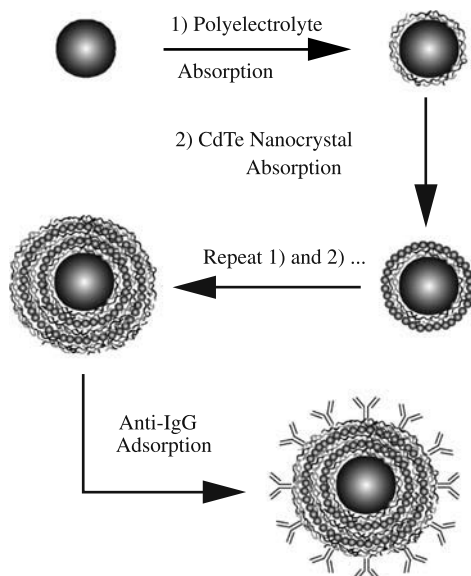 1) Polyelectrolyte
Absorption
2) CdTe Nanocrystal
Absorption
Repeat 1) and 2) ...
Anti-IgG
Adsorption